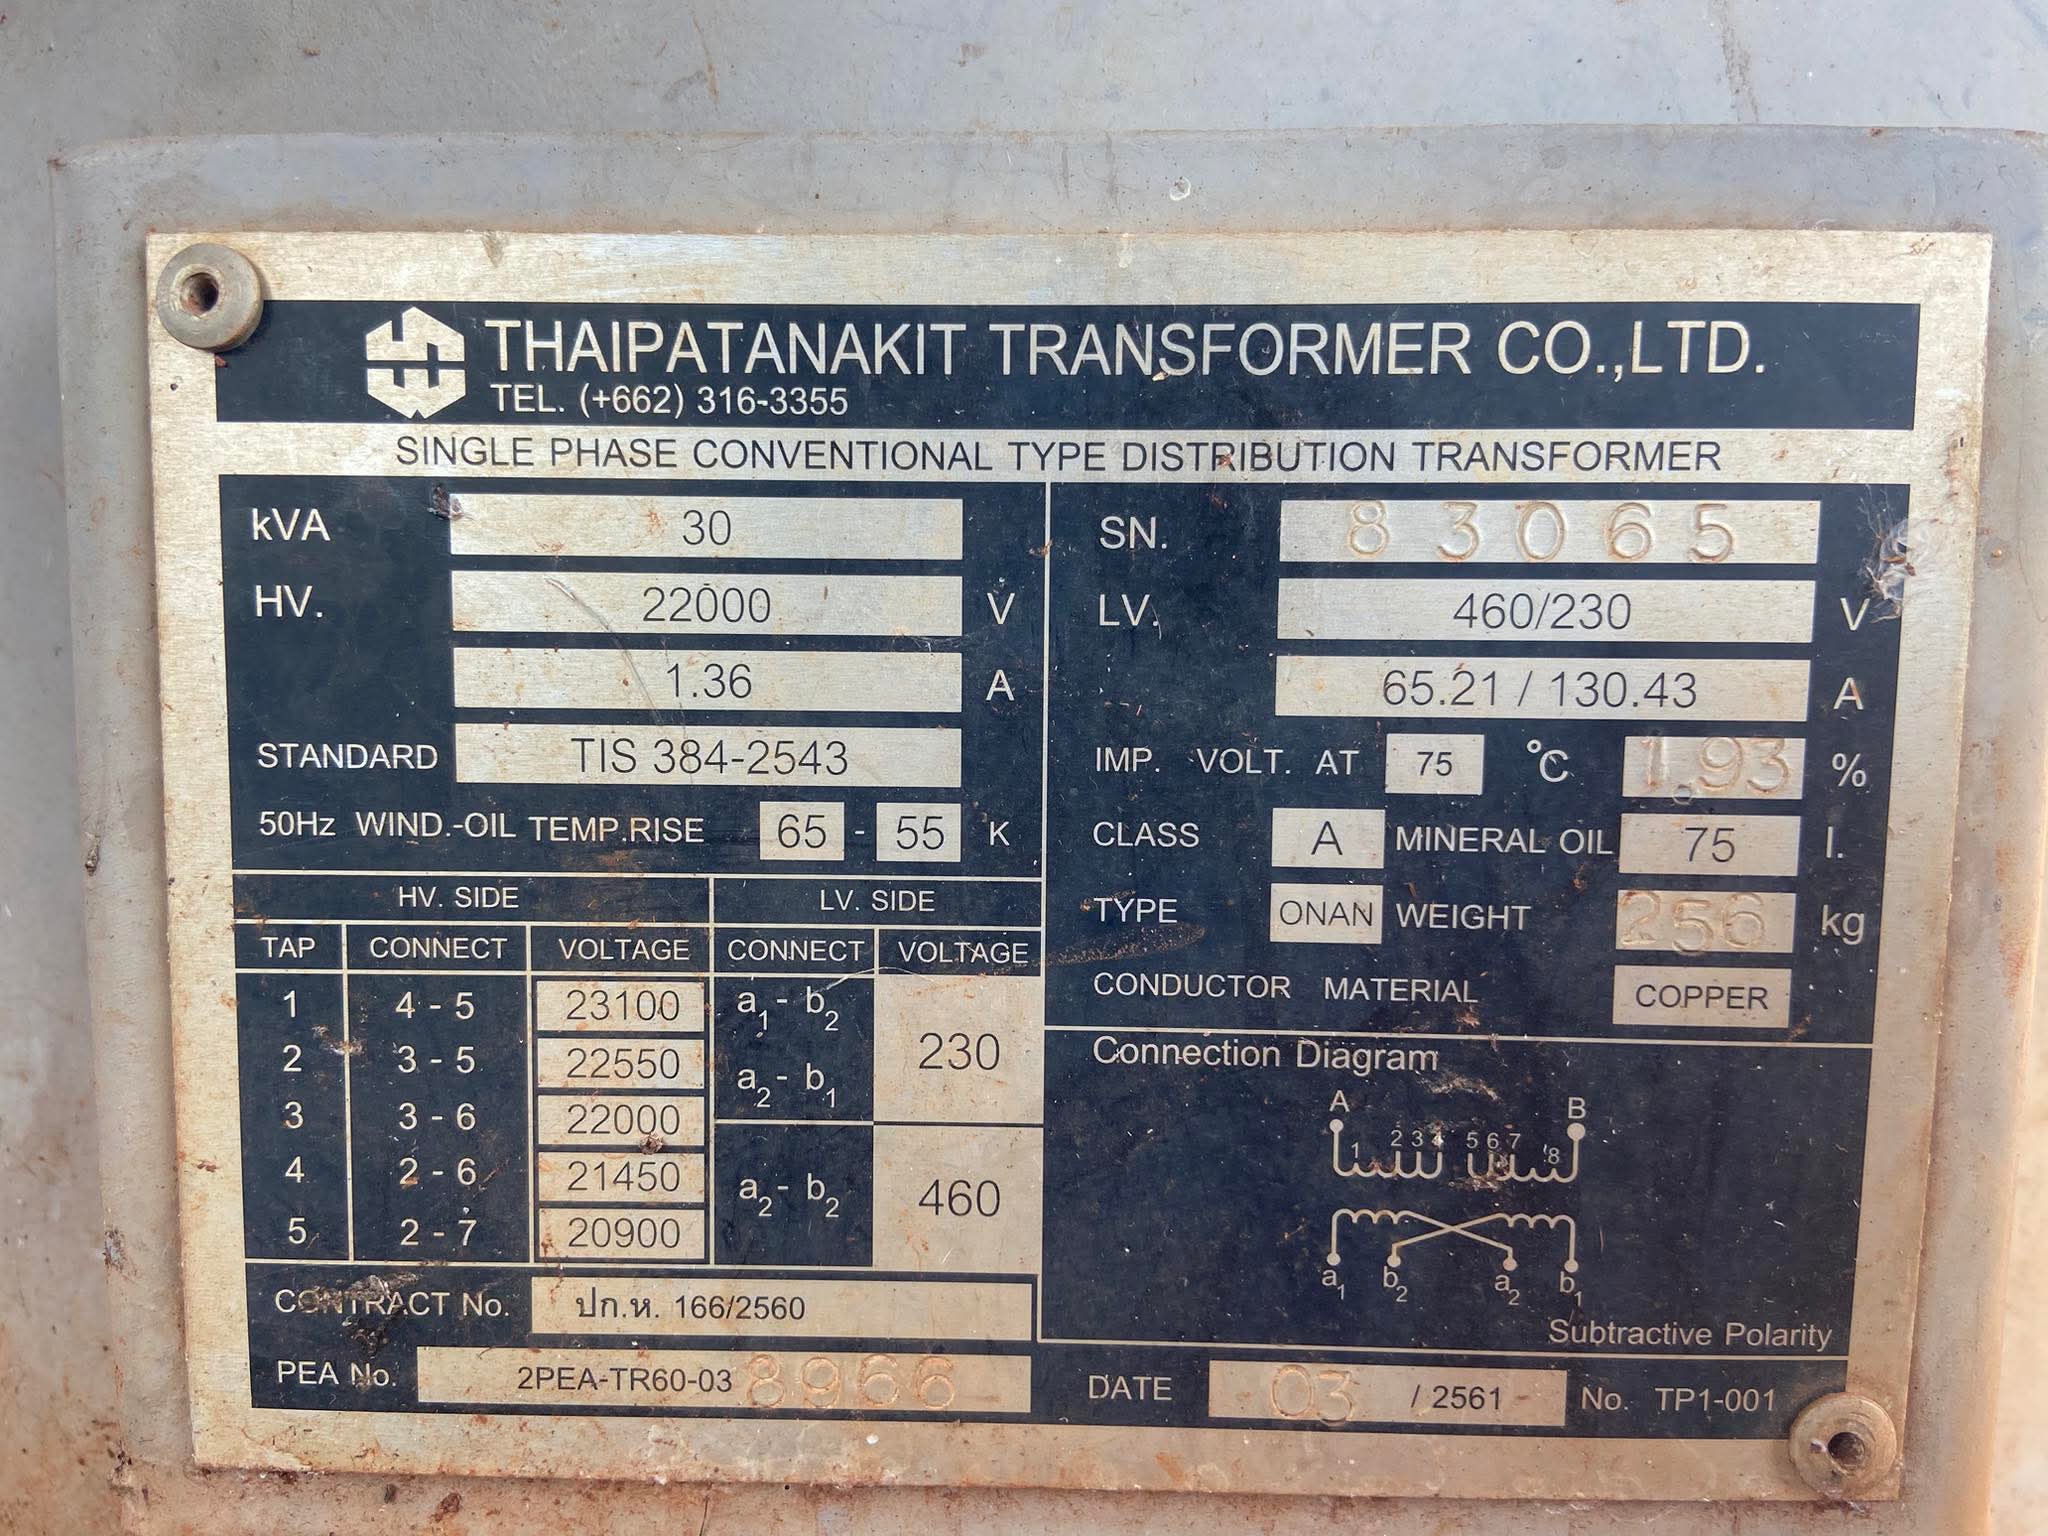 THAIPATANAKIT TRANSFORMER CO.,LTD.
TEL. (+662) 316-3355
SINGLE PHASE CONVENTIONAL TYPE DISTRIBUTION TRANSFORMER
kVA 30
HV. 22000 V
1.36 A
STANDARD TIS 384-2543
50Hz WIND.-OIL TEMP.RISE 65 - 55 K
SN. 83065
LV. 460/230 V
65.21 / 130.43 A
IMP. VOLT. AT 75 °C 1.93 %
CLASS A MINERAL OIL 75 l.
TYPE ONAN WEIGHT 256 kg
CONDUCTOR MATERIAL COPPER
HV. SIDE LV. SIDE
TAP CONNECT VOLTAGE CONNECT VOLTAGE
1 4 - 5 23100 a1 - b2
2 3 - 5 22550 a2 - b1 230
3 3 - 6 22000
4 2 - 6 21450 a2 - b2 460
5 2 - 7 20900
Connection Diagram
A B
1 2 3 4 5 6 7 8
a1 b2 a2 b1
Subtractive Polarity
CONTRACT No. ปก.ห. 166/2560
PEA No. 2PEA-TR60-03 8966
DATE 03 / 2561 No. TP1-001